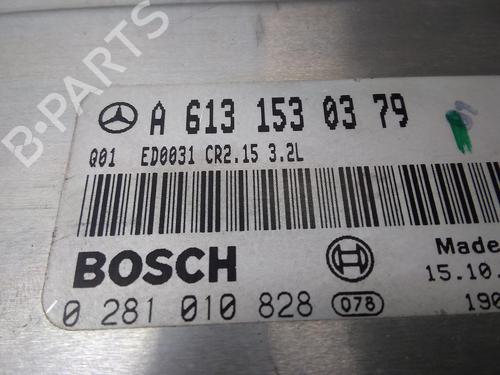 B-PARTS
A 613 153 03 79
Q01 ED0031 CR2.15 3.2L
BOSCH
Made
0 281 010 828 078
15.10.
190